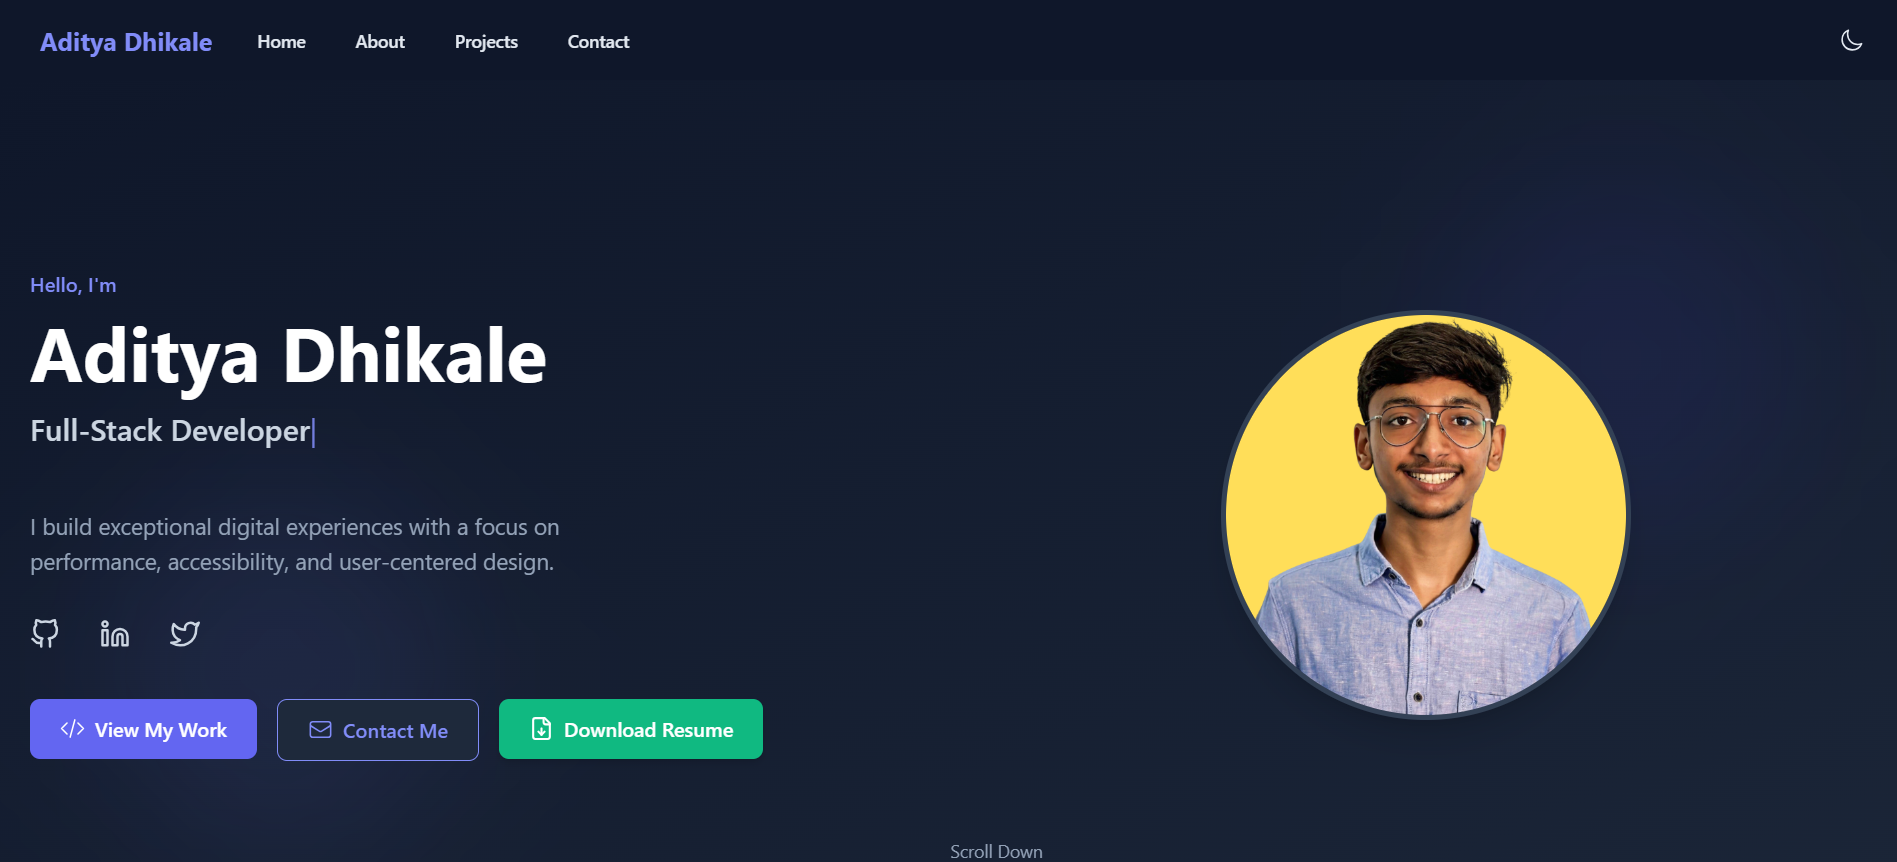 Aditya Dhikale Home About Projects Contact
Hello, I'm
Aditya Dhikale
Full-Stack Developer
I build exceptional digital experiences with a focus on
performance, accessibility, and user-centered design.
View My Work Contact Me Download Resume
Scroll Down